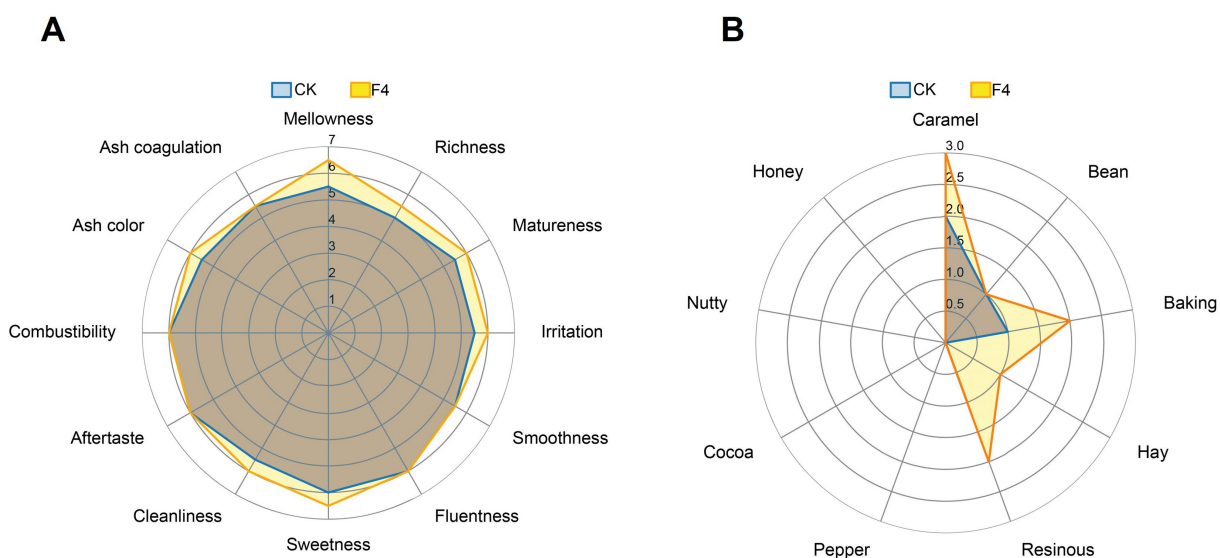 A
B
CK F4
CK F4
Mellowness
Ash coagulation
Richness
Ash color
Matureness
Combustibility
Irritation
Aftertaste
Smoothness
Cleanliness
Fluentness
Sweetness
7
6
5
4
3
2
1
Caramel
Honey
Bean
Nutty
Baking
Cocoa
Hay
Pepper
Resinous
3.0
2.5
2.0
1.5
1.0
0.5